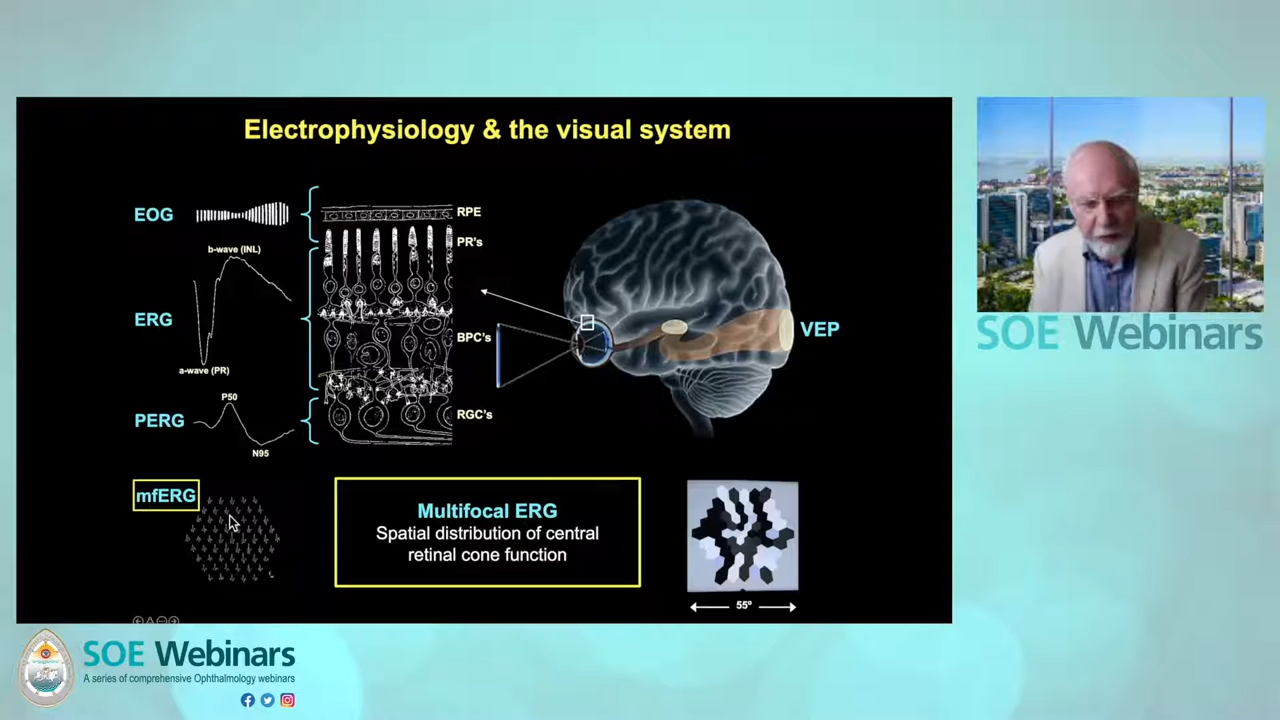 Electrophysiology & the visual system
EOG
RPE
PR's
b-wave (INL)
ERG
BPC's
VEP
a-wave (PR)
P50
PERG
RGC's
N95
mfERG
Multifocal ERG
Spatial distribution of central
retinal cone function
55º
SOE Webinars
SOE Webinars
A series of comprehensive Ophthalmology webinars